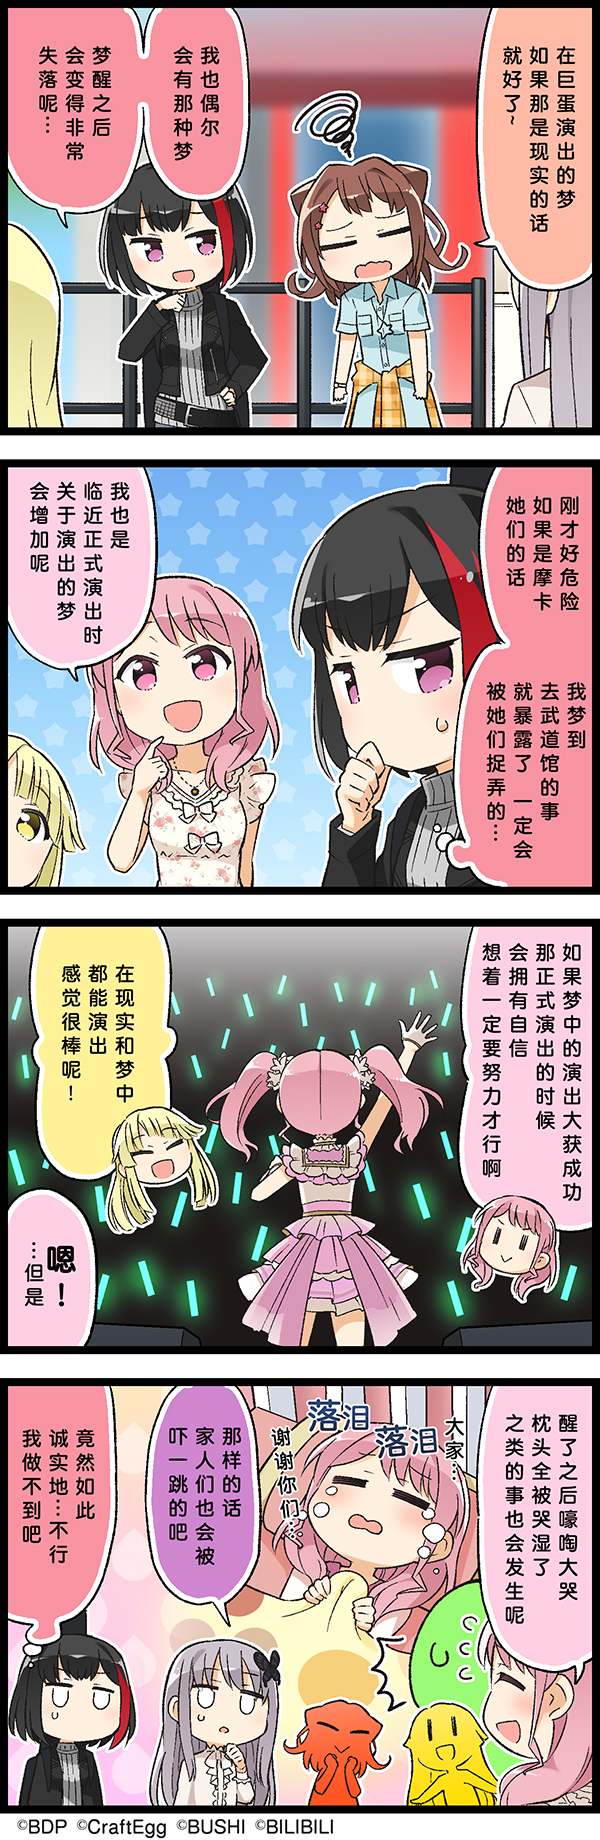 在巨蛋演出的梦
如果那是现实的话
就好了~
我也偶尔
会有那种梦
梦醒之后
会变得非常
失落呢…
刚才好危险
如果是摩卡
她们的话
我梦到
去武道馆的事
就暴露了 一定会
被她们捉弄的…
我也是
临近正式演出时
关于演出的梦
会增加呢
如果梦中的演出大获成功
那正式演出的时候
会拥有自信
想着一定要努力才行啊
在现实和梦中
都能演出
感觉很棒呢！
嗯！
…但是
醒了之后嚎啕大哭
枕头全被哭湿了
之类的事也会发生呢
大家…
谢谢你们…
落泪
落泪
那样的话
家人们也会被
吓一跳的吧
竟然如此
诚实地…不行
我做不到吧
©BDP ©CraftEgg ©BUSHI ©BILIBILI